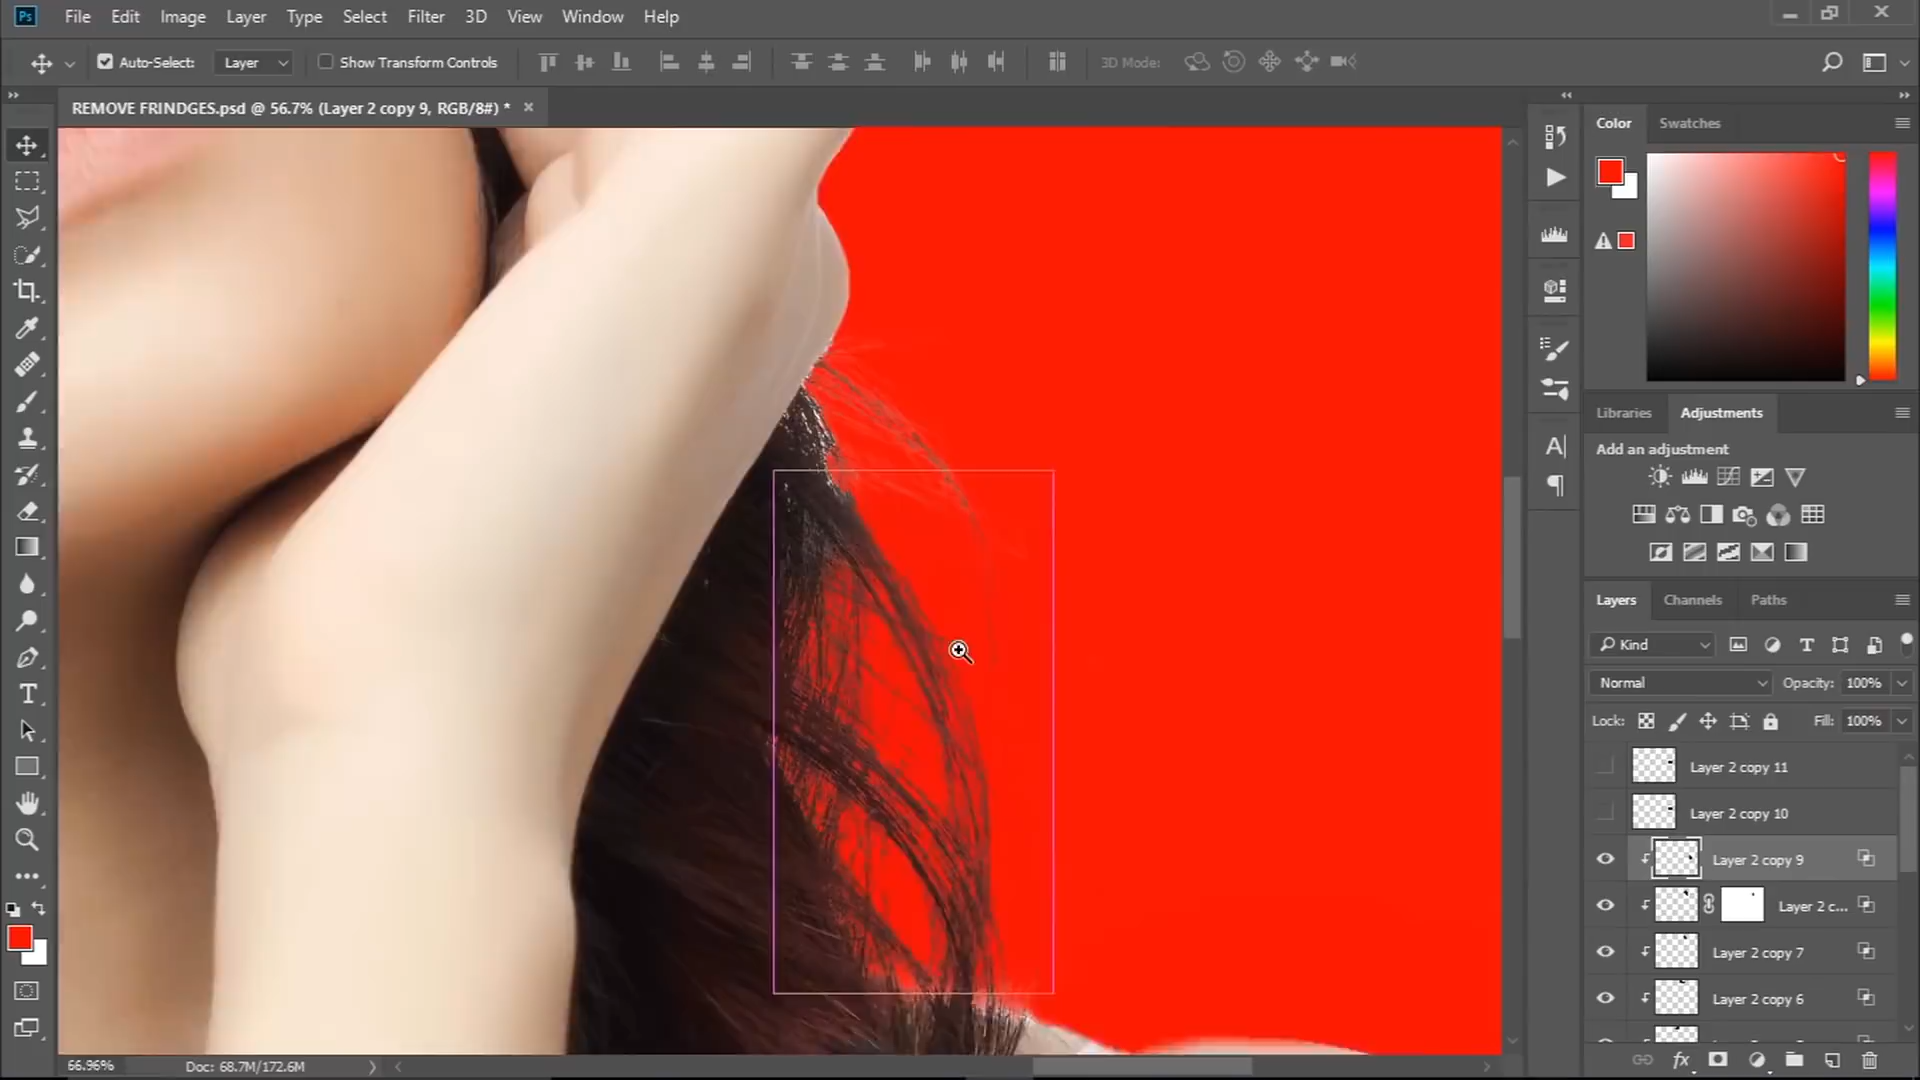 Ps File Edit Image Layer Type Select Filter 3D View Window Help
Auto-Select: Layer Show Transform Controls 3D Mode:
REMOVE FRINDGES.psd @ 56.7% (Layer 2 copy 9, RGB/8#) *
Color Swatches
Libraries Adjustments
Add an adjustment
Layers Channels Paths
Kind
Normal Opacity: 100%
Lock: Fill: 100%
Layer 2 copy 11
Layer 2 copy 10
Layer 2 copy 9
Layer 2 c...
Layer 2 copy 7
Layer 2 copy 6
66.96% Doc: 68.7M/172.6M